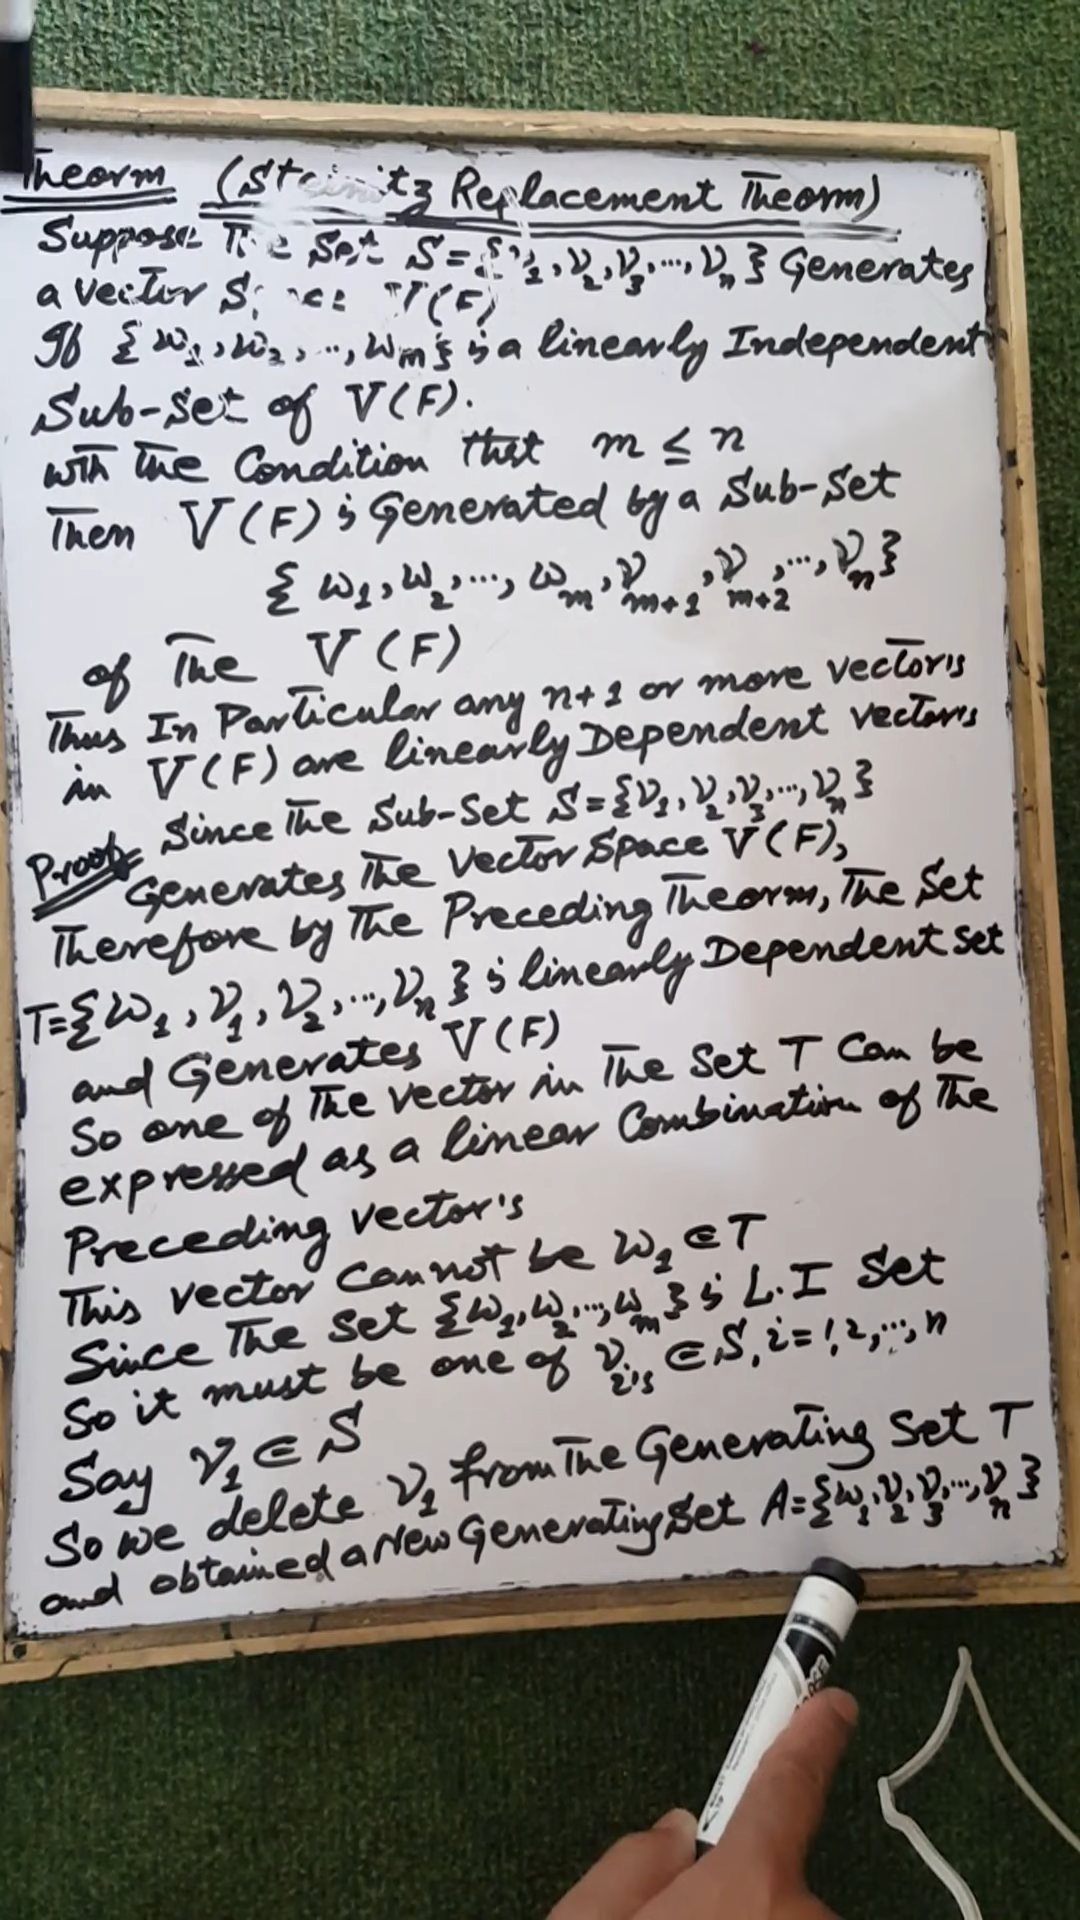 Theorm (Steinitz Replacement Theorm)
Suppose The Set S={v₁,v₂,v₃,...,vₙ} Generates
a vector Space V(F)
If {w₁,w₂,...,wₘ} is a linearly Independent
Sub-set of V(F).
with The Condition That m ≤ n
Then V(F) is Generated by a Sub-Set
{w₁,w₂,...,wₘ,vₘ₊₁,vₘ₊₂,...,vₙ}
of The V(F)
Thus In Particular any n+1 or more vector's
in V(F) are linearly Dependent vector's
Proof= Since The Sub-Set S={v₁,v₂,v₃,...,vₙ}
Generates The vector Space V(F),
Therefore by The Preceding Theorm, The Set
T={w₁,v₁,v₂,...,vₙ} is linearly Dependent set
and Generates V(F)
So one of The vector in The Set T Can be
expressed as a linear Combination of The
Preceding vector's
This vector Cannot be w₁∈T
Since The set {w₁,w₂,...,wₘ} is L.I Set
So it must be one of vᵢ's ∈S, i=1,2,...,n
Say v₁∈S
So we delete v₁ from The Generating set T
and obtained a New Generating Set A={w₁,v₂,v₃,...,vₙ}